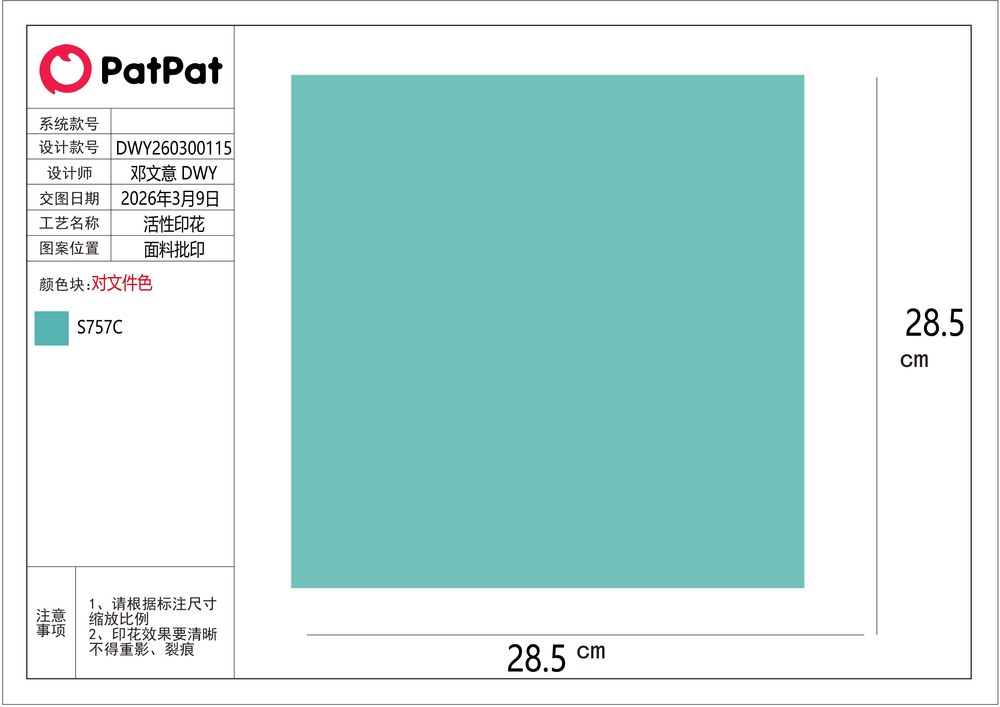 PatPat
系统款号
设计款号 DWY260300115
设计师 邓文意 DWY
交图日期 2026年3月9日
工艺名称 活性印花
图案位置 面料批印
颜色块:对文件色
S757C
28.5
cm
28.5 cm
注意
事项
1、请根据标注尺寸
缩放比例
2、印花效果要清晰
不得重影、裂痕